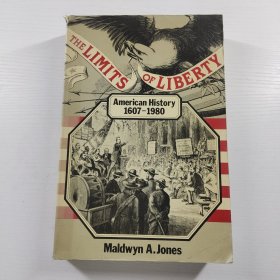 THE LIMITS OF LIBERTY
American History
1607-1980
Maldwyn A. Jones